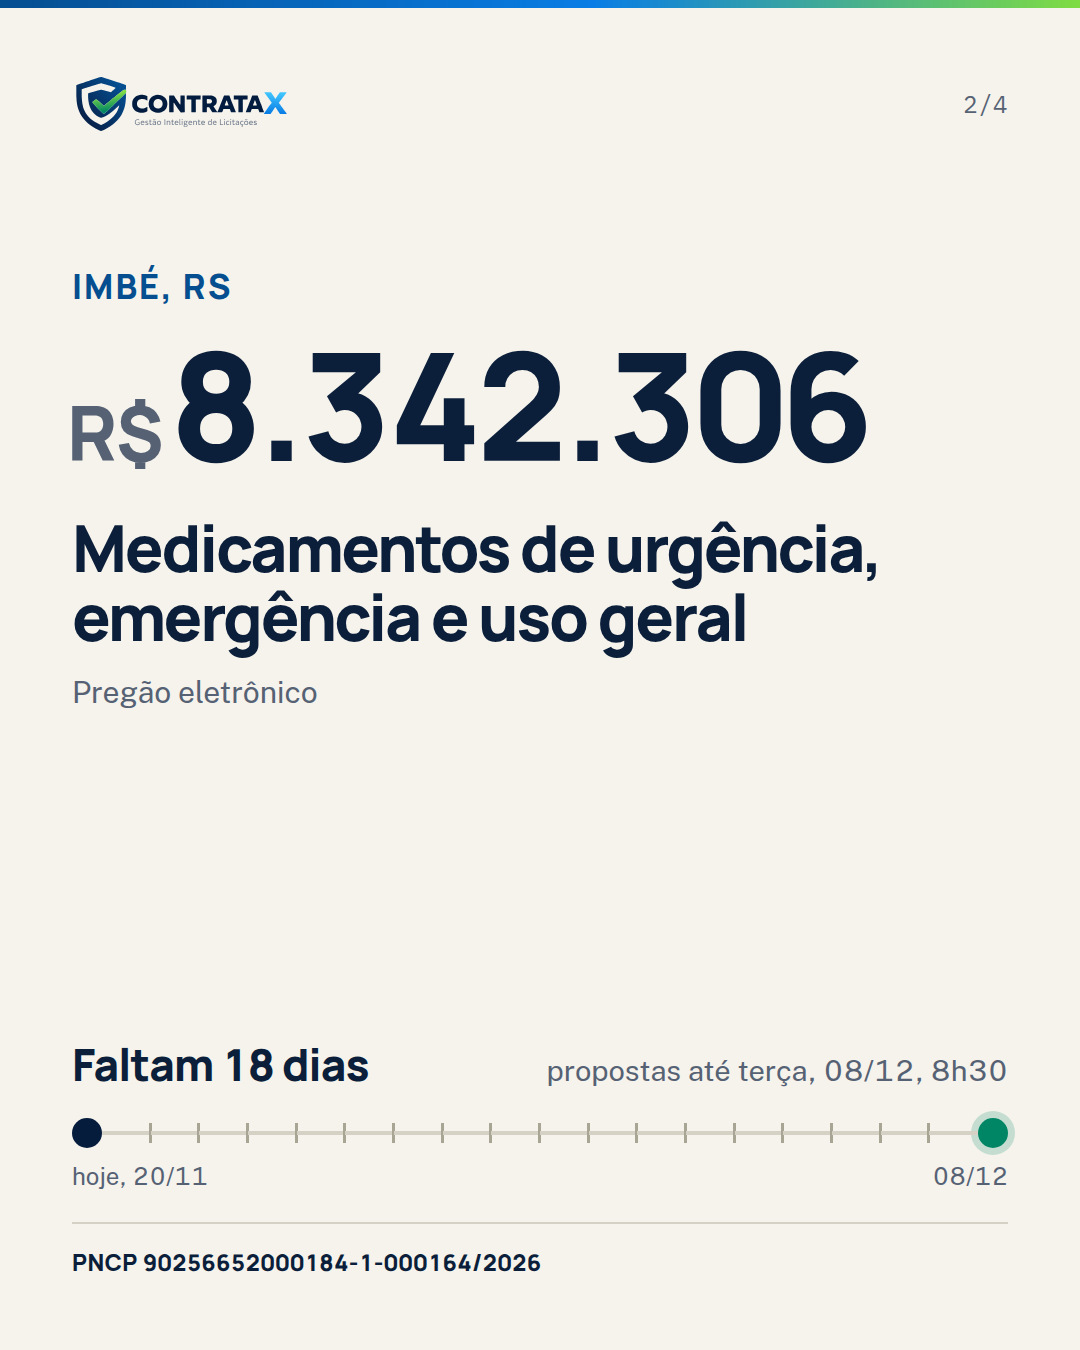 CONTRATAX
Gestão Inteligente de Licitações
2/4
IMBÉ, RS
R$ 8.342.306
Medicamentos de urgência,
emergência e uso geral
Pregão eletrônico
Faltam 18 dias
propostas até terça, 08/12, 8h30
hoje, 20/11
08/12
PNCP 90256652000184-1-000164/2026